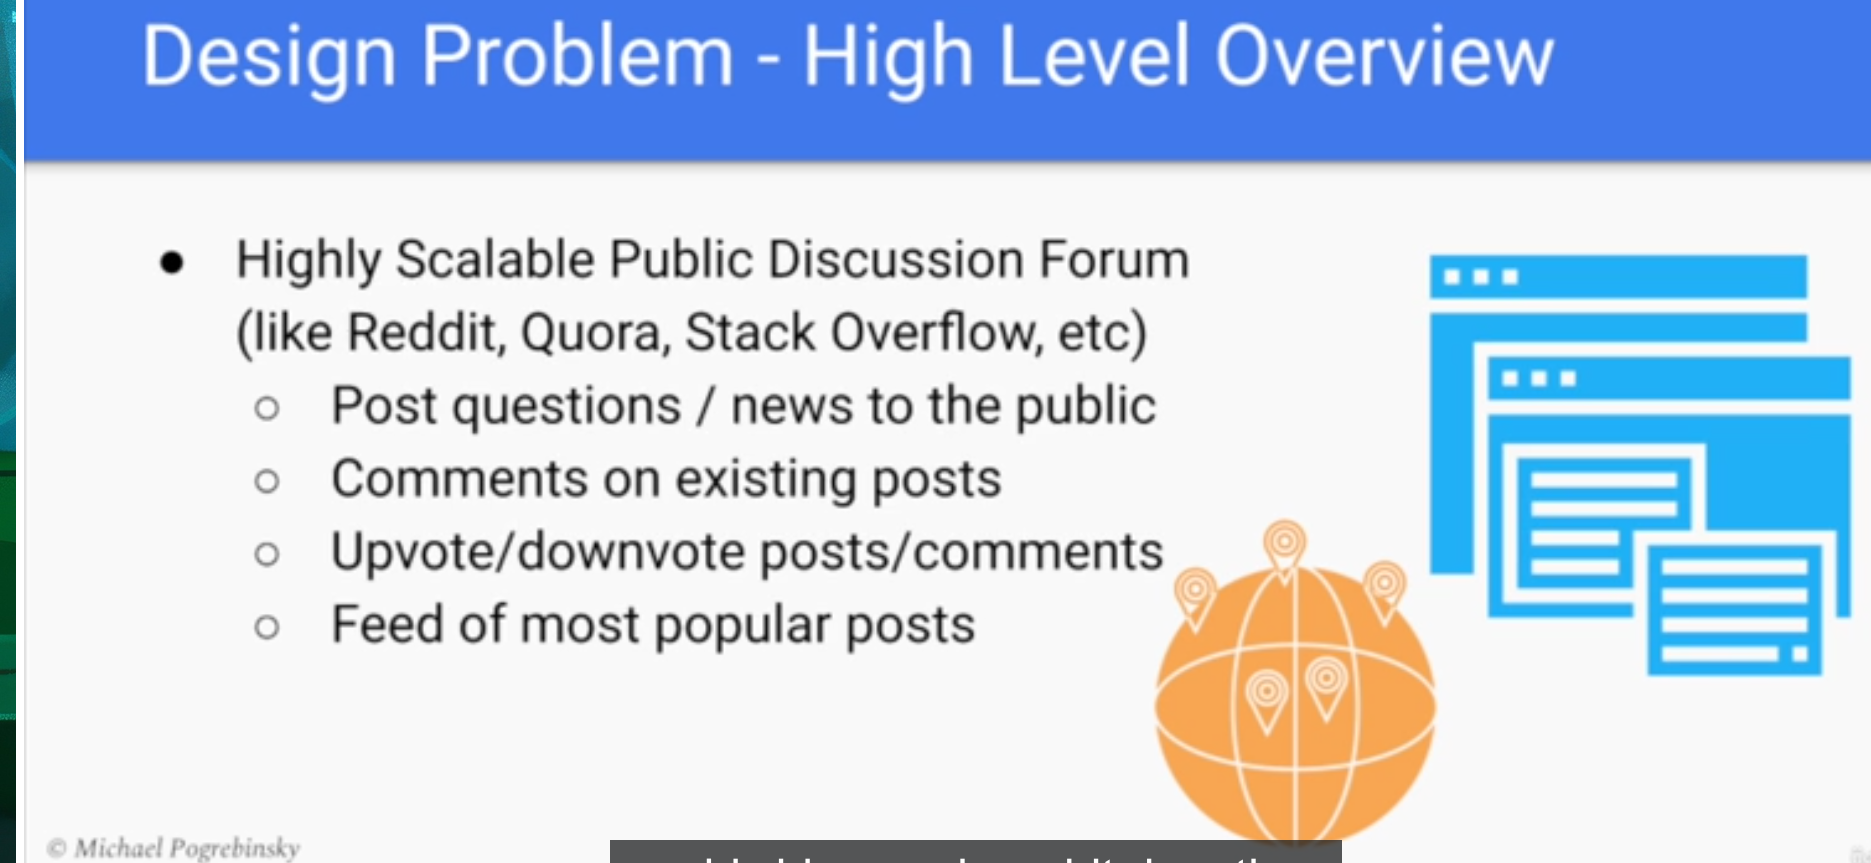 Design Problem - High Level Overview
● Highly Scalable Public Discussion Forum
(like Reddit, Quora, Stack Overflow, etc)
○ Post questions / news to the public
○ Comments on existing posts
○ Upvote/downvote posts/comments
○ Feed of most popular posts
© Michael Pogrebinsky